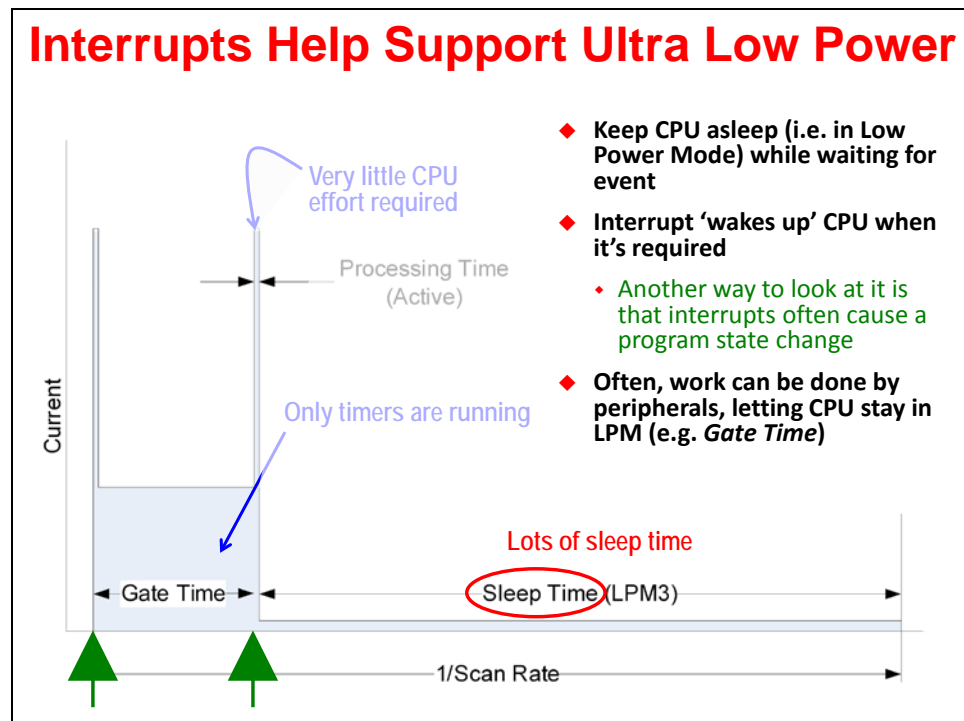 Interrupts Help Support Ultra Low Power
◆ Keep CPU asleep (i.e. in Low
Power Mode) while waiting for
event
◆ Interrupt ‘wakes up’ CPU when
it's required
◆ Another way to look at it is
that interrupts often cause a
program state change
◆ Often, work can be done by
peripherals, letting CPU stay in
LPM (e.g. Gate Time)
Very little CPU
effort required
Processing Time
(Active)
Current
Only timers are running
Lots of sleep time
Gate Time
Sleep Time (LPM3)
1/Scan Rate